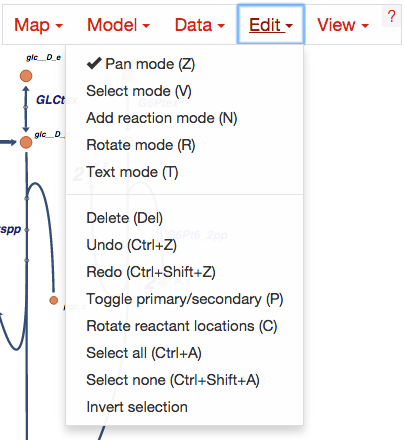 Map Model Data Edit View ?
glc__D_e
Pan mode (Z)
GLCt
Select mode (V)
Add reaction mode (N)
glc__D_
Rotate mode (R)
Text mode (T)
Delete (Del)
spp
Undo (Ctrl+Z)
Redo (Ctrl+Shift+Z)
Toggle primary/secondary (P)
Rotate reactant locations (C)
Select all (Ctrl+A)
Select none (Ctrl+Shift+A)
Invert selection